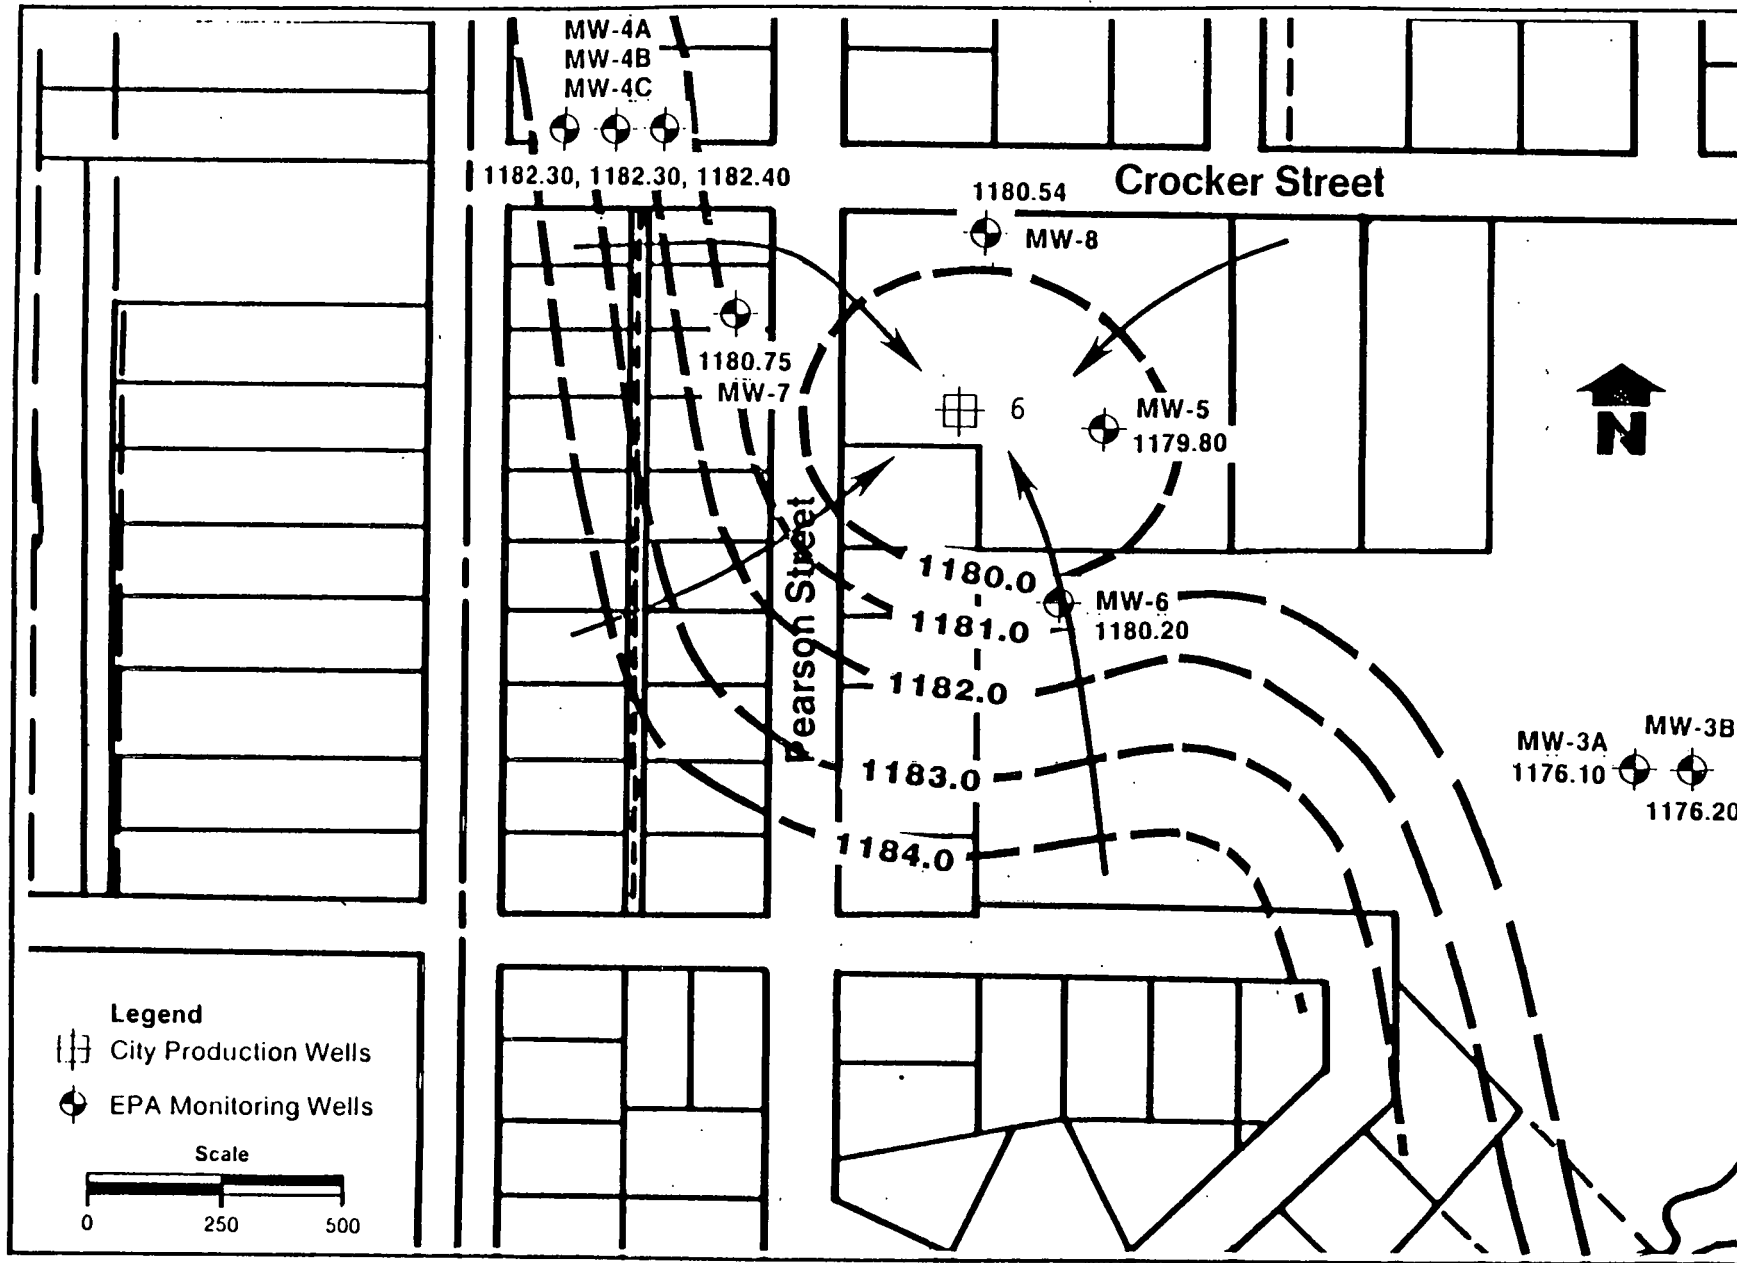 MW-4A
MW-4B
MW-4C
1182.30, 1182.30, 1182.40
Crocker Street
1180.54
MW-8
1180.75
MW-7
6
MW-5
1179.80
N
Pearson Street
1180.0
1181.0
MW-6
1180.20
1182.0
1183.0
1184.0
MW-3A
1176.10
MW-3B
1176.20
Legend
City Production Wells
EPA Monitoring Wells
Scale
0 250 500